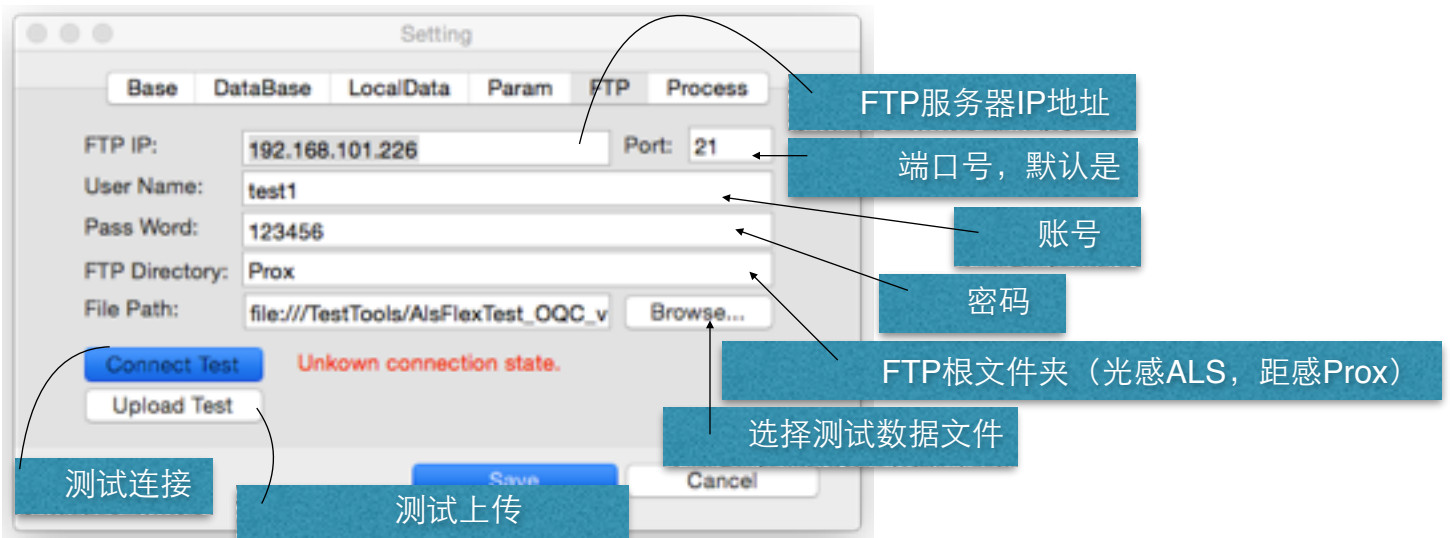 Setting
Base DataBase LocalData Param FTP Process
FTP服务器IP地址
FTP IP: 192.168.101.226 Port: 21
端口号，默认是
User Name: test1
账号
Pass Word: 123456
密码
FTP Directory: Prox
FTP根文件夹（光感ALS，距感Prox）
File Path: file:///TestTools/AlsFlexTest_OQC_v Browse...
选择测试数据文件
Connect Test Unkown connection state.
Upload Test
测试连接
Save Cancel
测试上传